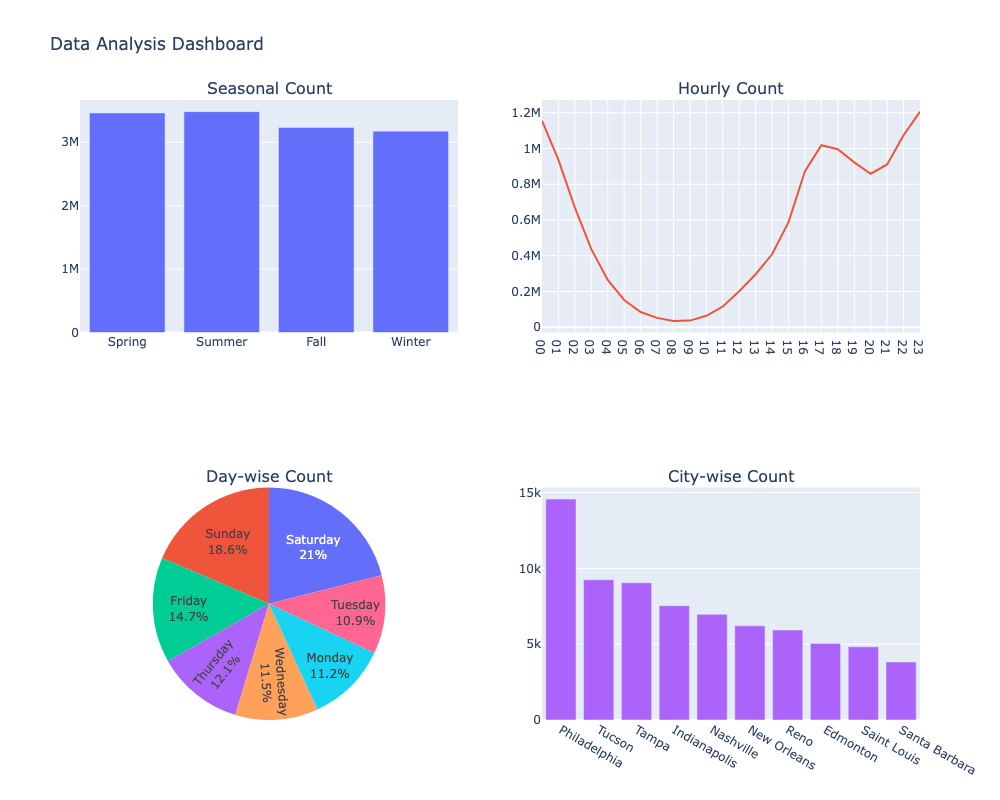 Data Analysis Dashboard
Seasonal Count
3M
2M
1M
0
Spring Summer Fall Winter
Hourly Count
1.2M
1M
0.8M
0.6M
0.4M
0.2M
0
00 01 02 03 04 05 06 07 08 09 10 11 12 13 14 15 16 17 18 19 20 21 22 23
Day-wise Count
Saturday
21%
Sunday
18.6%
Friday
14.7%
Thursday
12.1%
Wednesday
11.5%
Monday
11.2%
Tuesday
10.9%
City-wise Count
15k
10k
5k
0
Philadelphia
Tucson
Tampa
Indianapolis
Nashville
New Orleans
Reno
Edmonton
Saint Louis
Santa Barbara